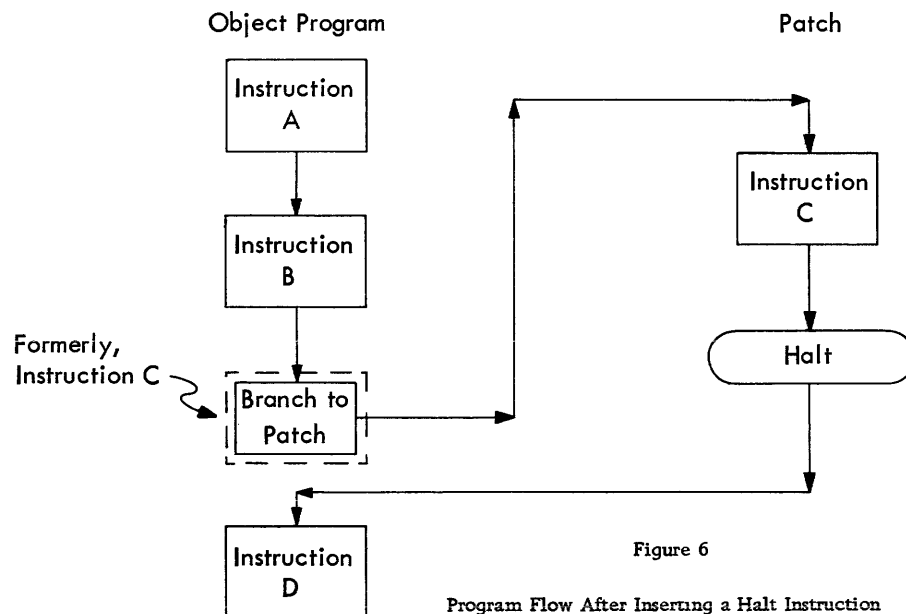 Object Program
Patch
Instruction
A
Instruction
B
Formerly,
Instruction C
Branch to
Patch
Instruction
C
Halt
Instruction
D
Figure 6
Program Flow After Inserting a Halt Instruction